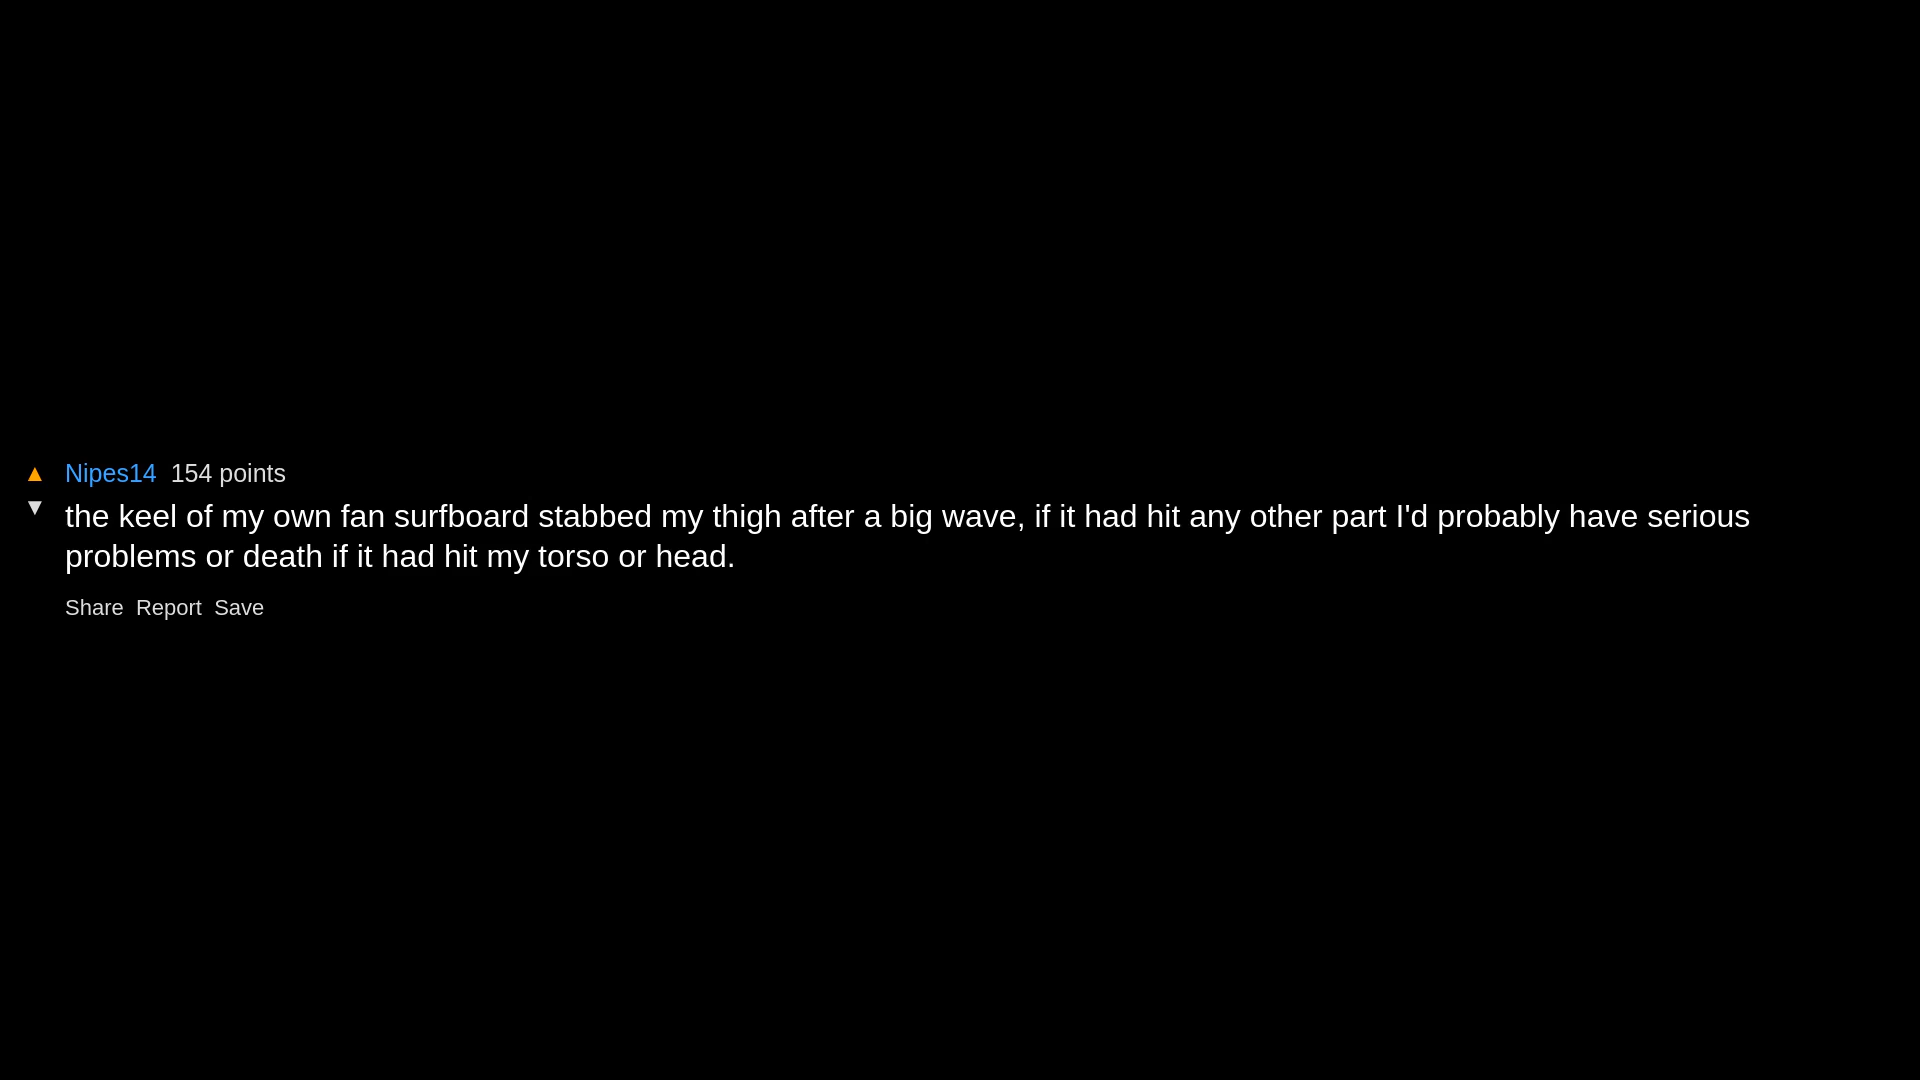 ▲ Nipes14 154 points
▼
the keel of my own fan surfboard stabbed my thigh after a big wave, if it had hit any other part I'd probably have serious
problems or death if it had hit my torso or head.
Share Report Save